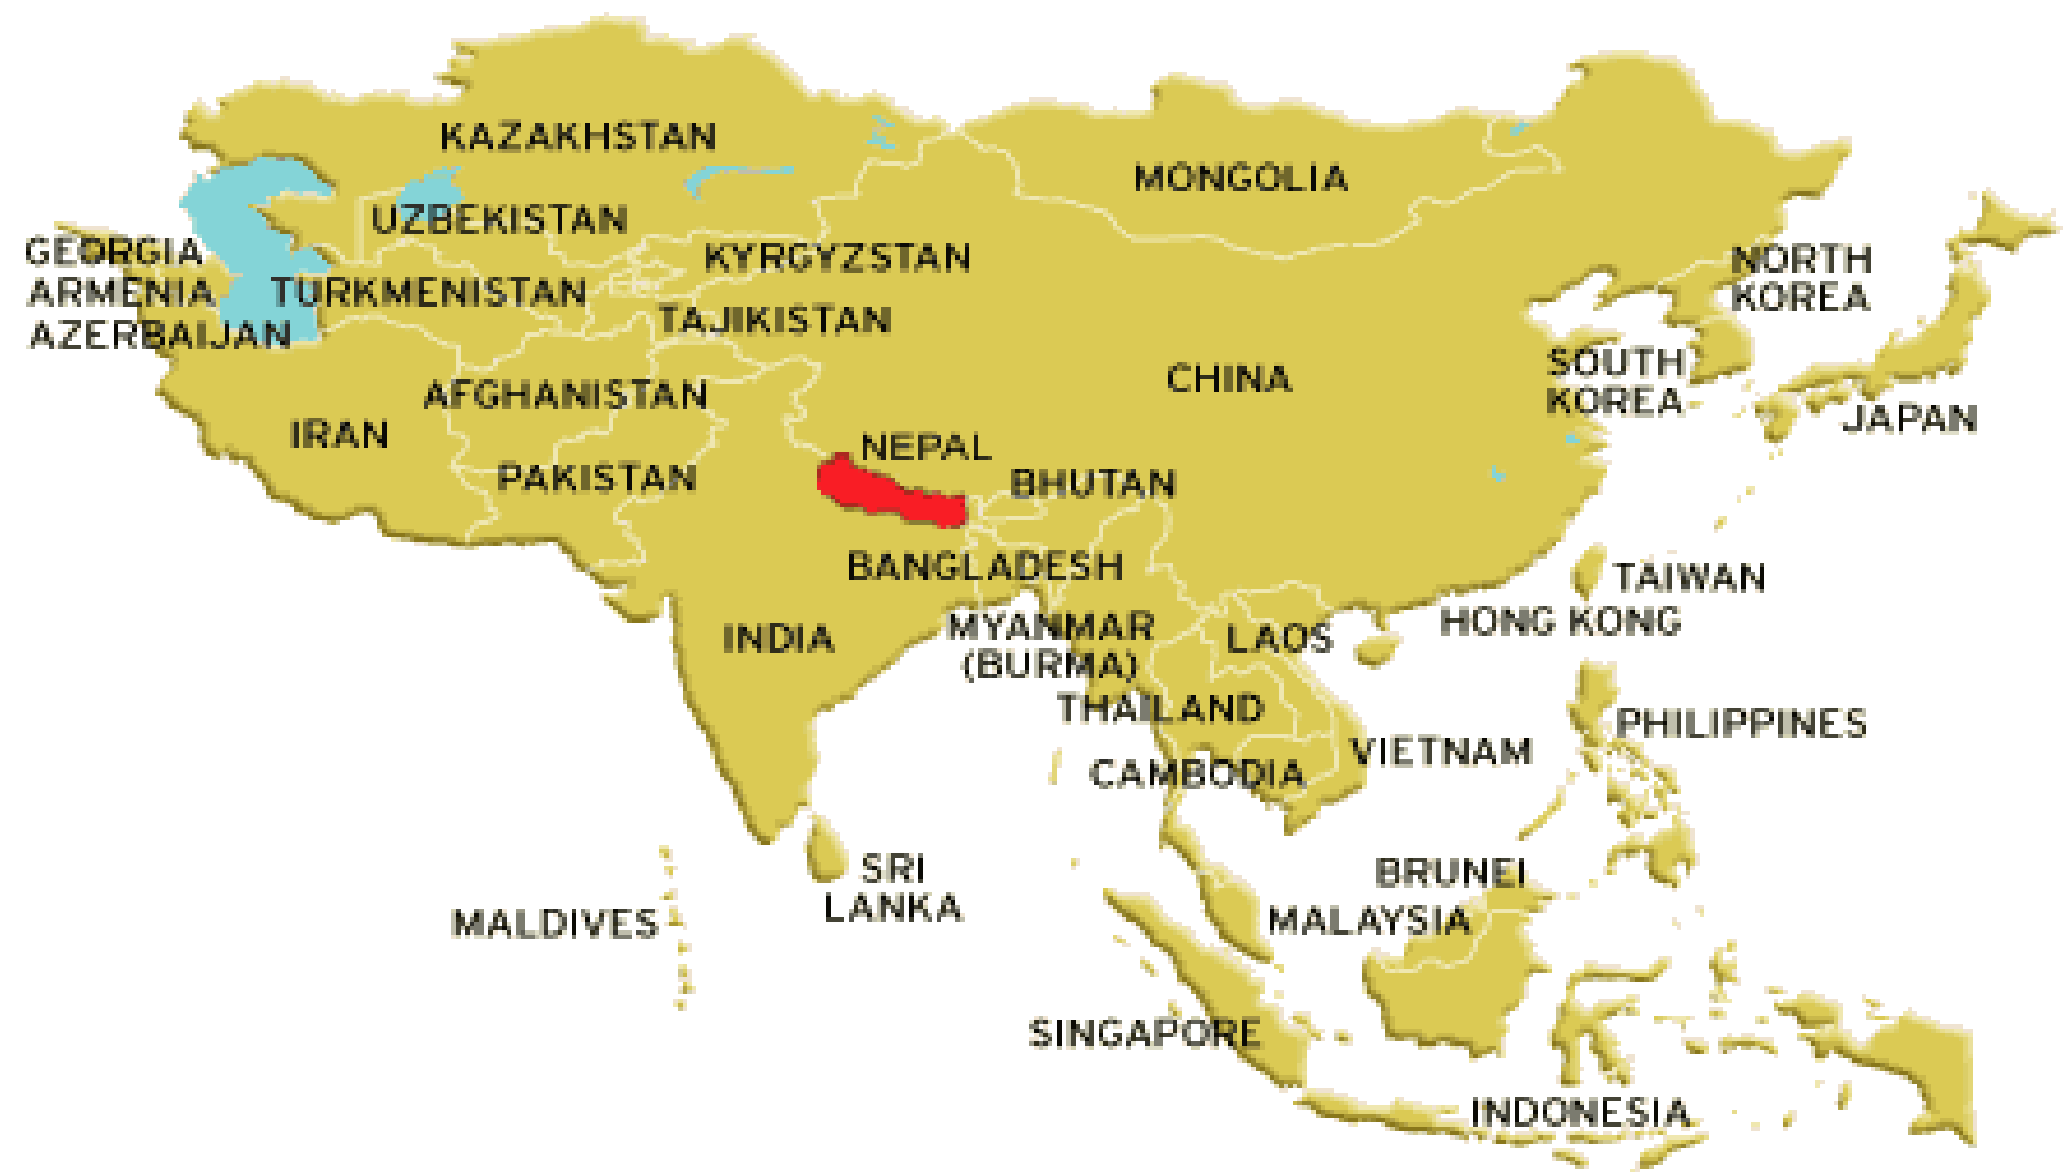 KAZAKHSTAN
MONGOLIA
UZBEKISTAN
GEORGIA
KYRGYZSTAN
NORTH
KOREA
ARMENIA
TURKMENISTAN
TAJIKISTAN
AZERBAIJAN
SOUTH
KOREA
CHINA
AFGHANISTAN
JAPAN
IRAN
NEPAL
PAKISTAN
BHUTAN
BANGLADESH
TAIWAN
HONG KONG
INDIA
MYANMAR
(BURMA)
LAOS
THAILAND
PHILIPPINES
VIETNAM
CAMBODIA
SRI
LANKA
BRUNEI
MALDIVES
MALAYSIA
SINGAPORE
INDONESIA